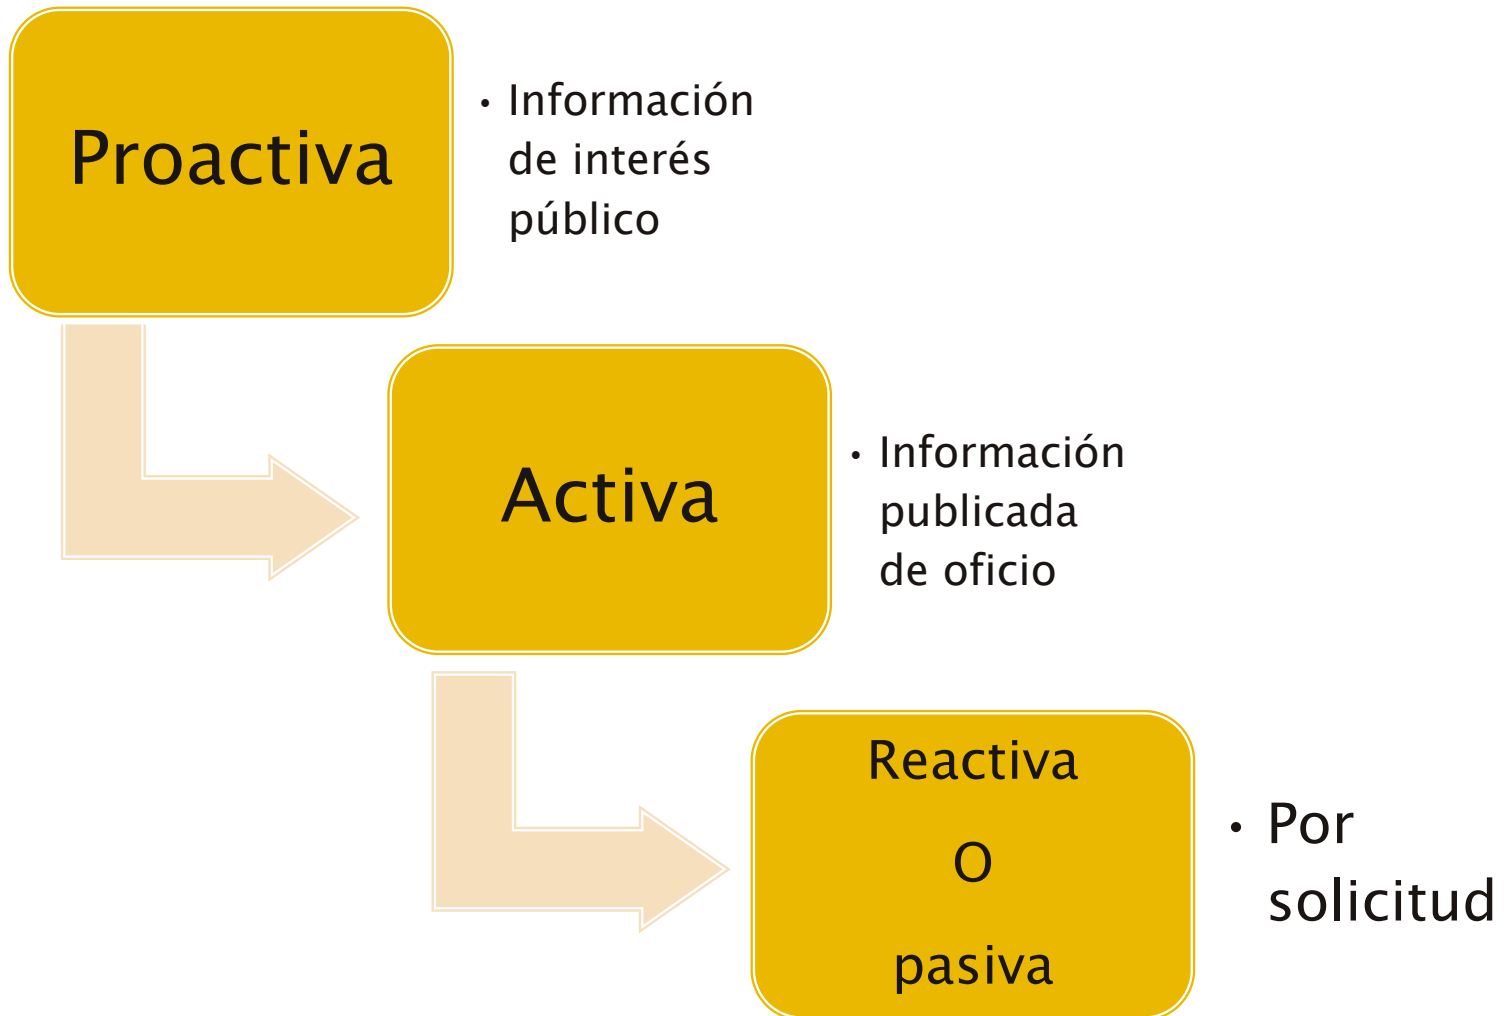 Proactiva
• Información
de interés
público
Activa
• Información
publicada
de oficio
Reactiva
O
pasiva
• Por
solicitud